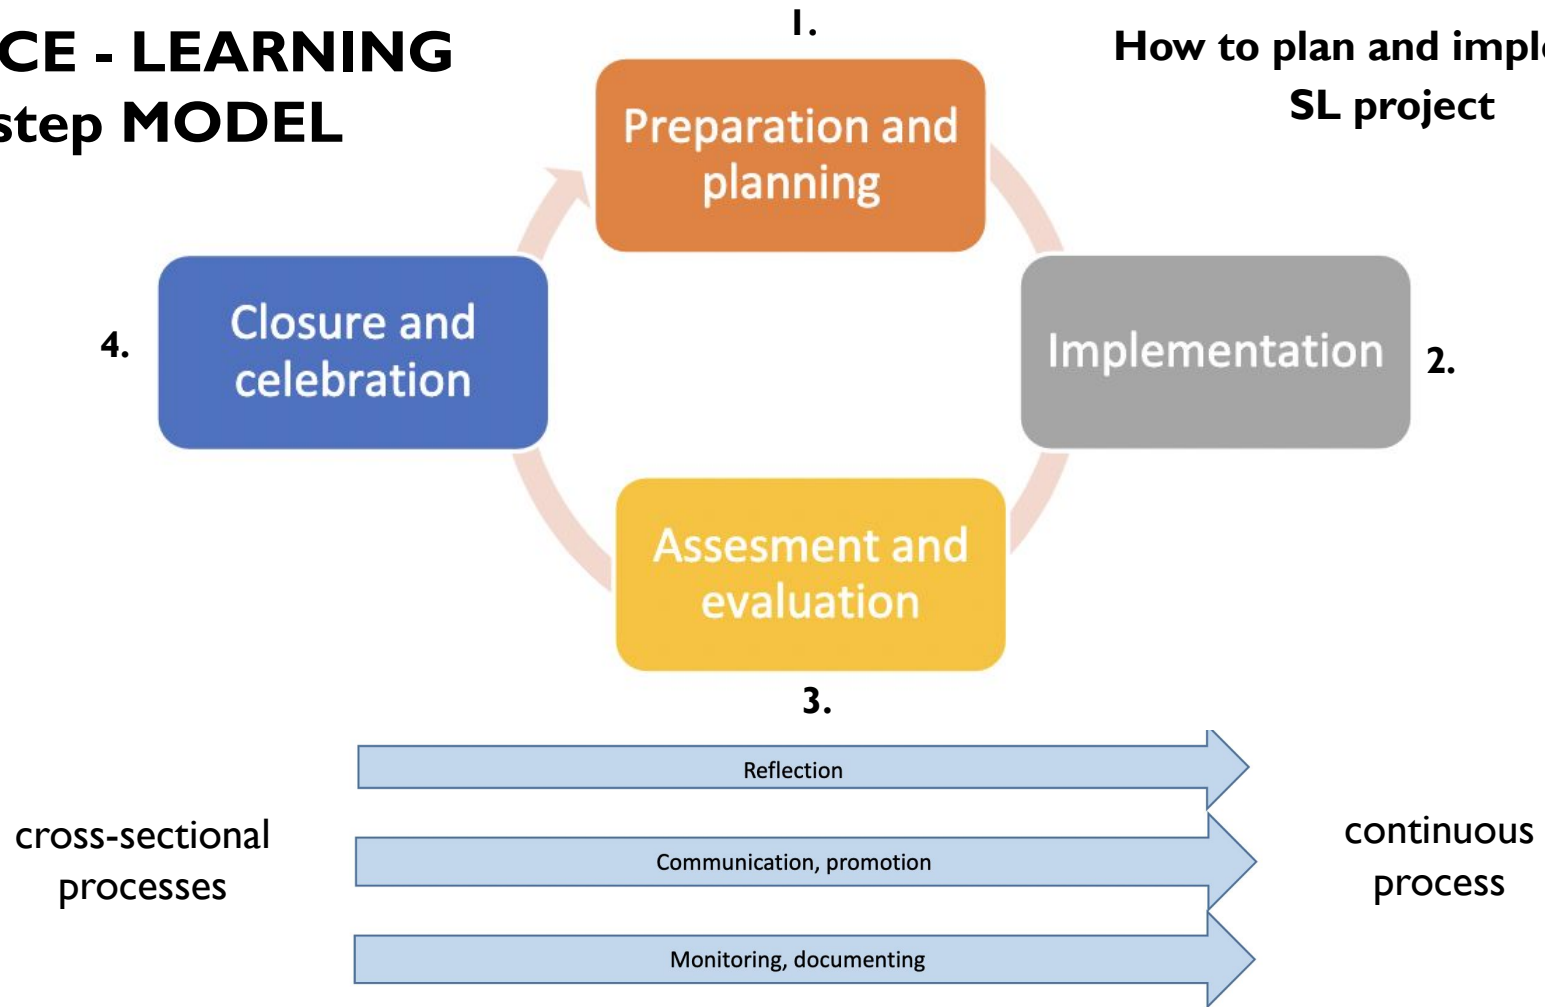 CE - LEARNING
step MODEL
How to plan and imple
SL project
1.
Preparation and
planning
Implementation
2.
Assesment and
evaluation
3.
Closure and
celebration
4.
cross-sectional
processes
Reflection
Communication, promotion
Monitoring, documenting
continuous
process